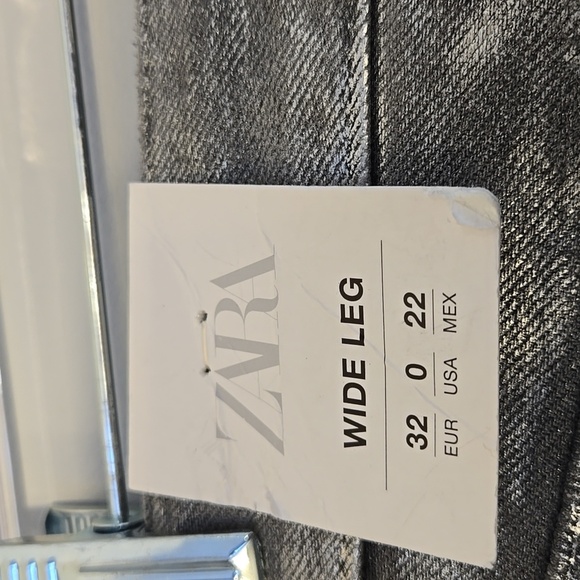 ZARA
WIDE LEG
32 0 22
EUR USA MEX